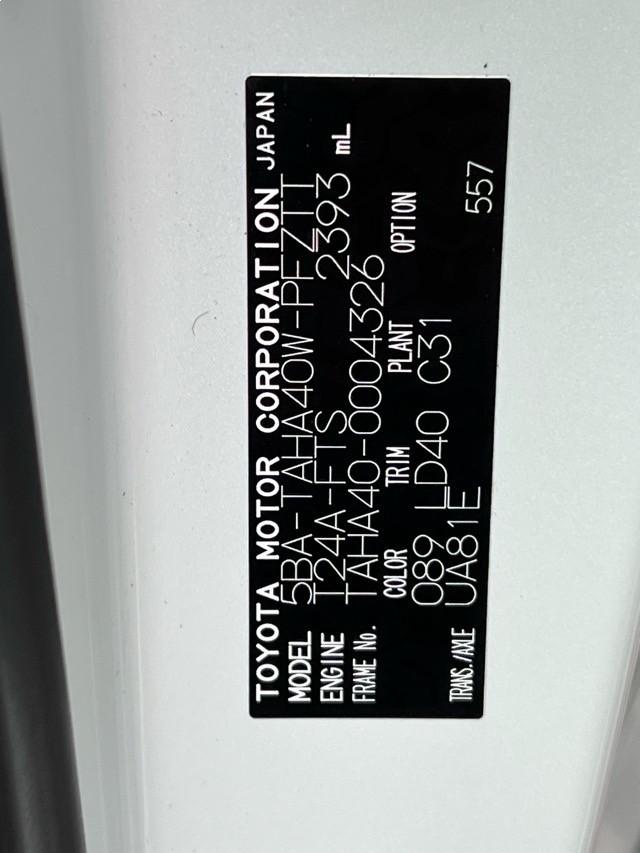 TOYOTA MOTOR CORPORATION JAPAN
MODEL 5BA-TAHA40W-PFZTT
ENGINE T24A-FTS 2393 mL
FRAME No. TAHA40-0004326
COLOR TRIM PLANT OPTION
089 LD40 C31
TRANS./AXLE UA81E 557